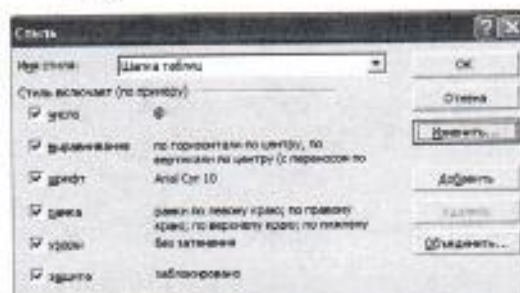 Стиль
Имя стиля: Шапка таблиц
ОК
Стиль включает (по примеру)
Отмена
число @
Изменить...
выравнивание по горизонтали по центру, по
вертикали по центру (с переносом по
шрифт Arial Cyr 10
Добавить
рамка рамки по левому краю; по правому
краю; по верхнему краю; по нижнему
Удалить
узоры Без затенения
Объединить...
защита заблокировано